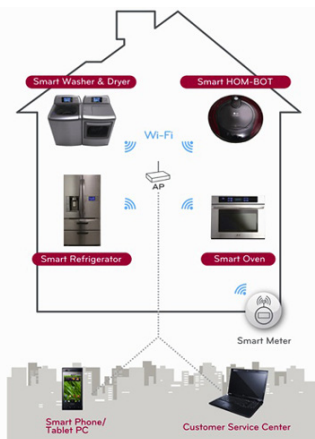 Smart Washer & Dryer
Smart HOM-BOT
Wi-Fi
AP
Smart Refrigerator
Smart Oven
Smart Meter
Smart Phone/
Tablet PC
Customer Service Center